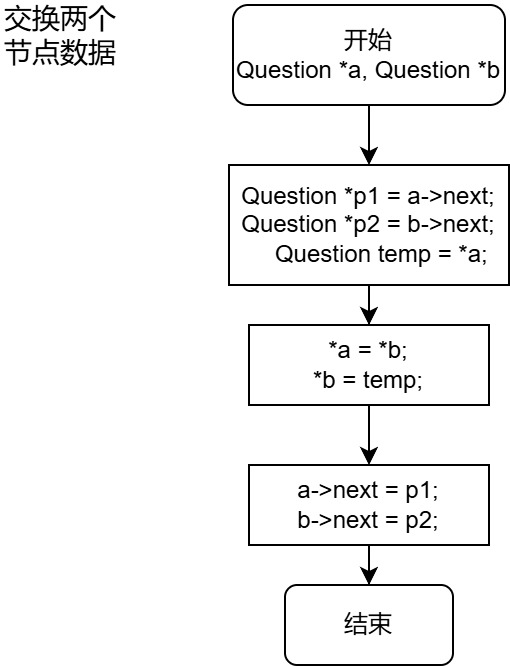 交换两个
节点数据
开始
Question *a, Question *b
Question *p1 = a->next;
Question *p2 = b->next;
Question temp = *a;
*a = *b;
*b = temp;
a->next = p1;
b->next = p2;
结束